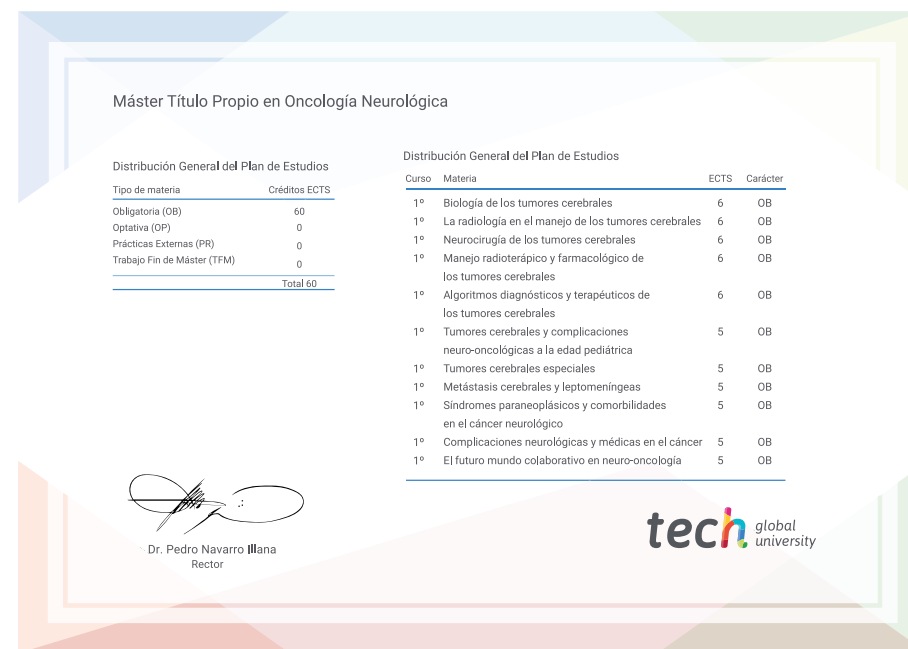 Máster Título Propio en Oncología Neurológica
Distribución General del Plan de Estudios
Tipo de materia Créditos ECTS
Obligatoria (OB) 60
Optativa (OP) 0
Prácticas Externas (PR) 0
Trabajo Fin de Máster (TFM) 0
Total 60
Distribución General del Plan de Estudios
Curso Materia ECTS Carácter
1º Biología de los tumores cerebrales 6 OB
1º La radiología en el manejo de los tumores cerebrales 6 OB
1º Neurocirugía de los tumores cerebrales 6 OB
1º Manejo radioterápico y farmacológico de 6 OB
los tumores cerebrales
1º Algoritmos diagnósticos y terapéuticos de 6 OB
los tumores cerebrales
1º Tumores cerebrales y complicaciones 5 OB
neuro-oncológicas a la edad pediátrica
1º Tumores cerebrales especiales 5 OB
1º Metástasis cerebrales y leptomeníngeas 5 OB
1º Síndromes paraneoplásicos y comorbilidades 5 OB
en el cáncer neurológico
1º Complicaciones neurológicas y médicas en el cáncer 5 OB
1º El futuro mundo colaborativo en neuro-oncología 5 OB
Dr. Pedro Navarro Illana
Rector
tech global
university